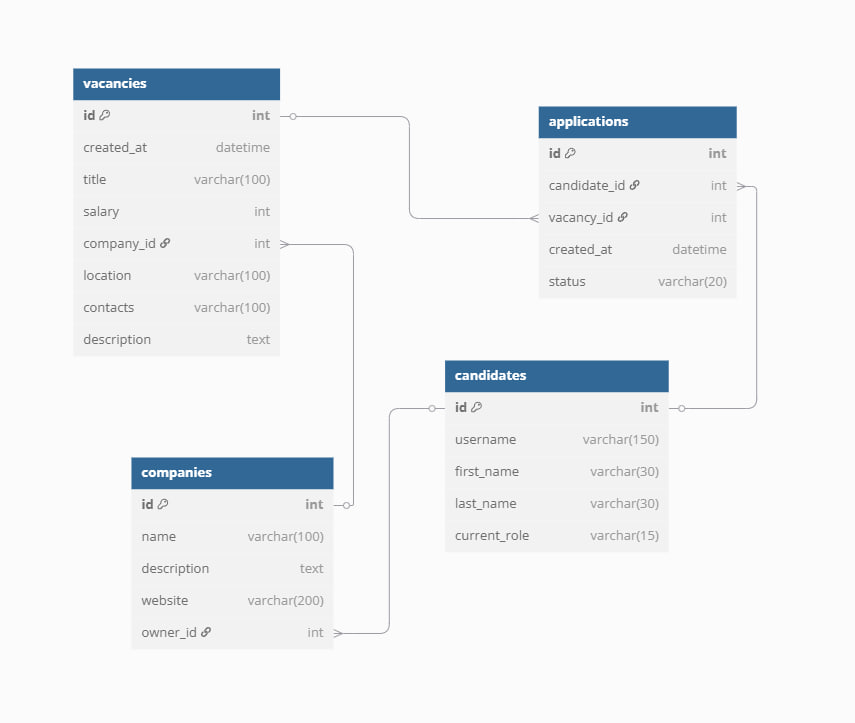 vacancies
id int
created_at datetime
title varchar(100)
salary int
company_id int
location varchar(100)
contacts varchar(100)
description text
applications
id int
candidate_id int
vacancy_id int
created_at datetime
status varchar(20)
candidates
id int
username varchar(150)
first_name varchar(30)
last_name varchar(30)
current_role varchar(15)
companies
id int
name varchar(100)
description text
website varchar(200)
owner_id int